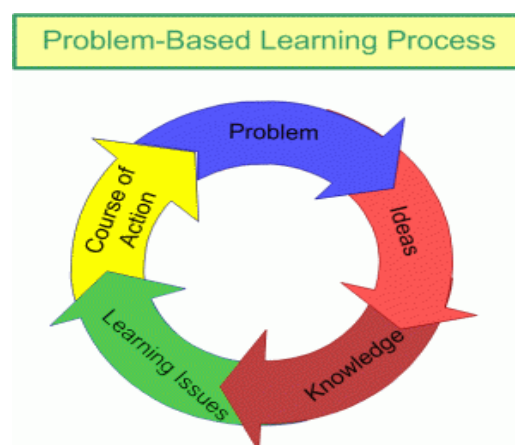 Problem-Based Learning Process
Problem
Ideas
Knowledge
Learning Issues
Course of
Action